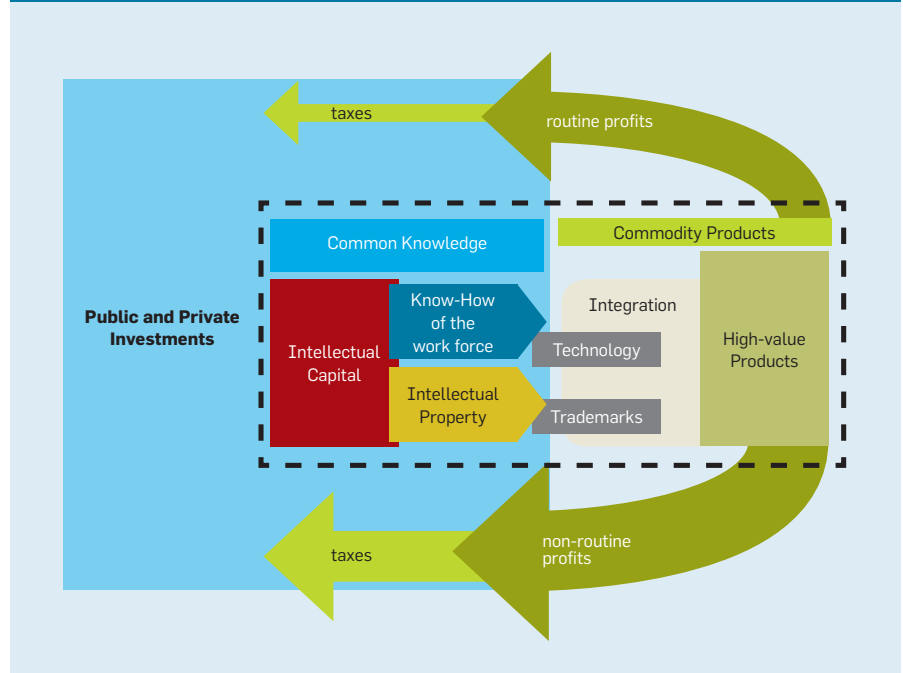 taxes
routine profits
Common Knowledge
Commodity Products
Public and Private
Investments
Intellectual
Capital
Know-How
of the
work force
Intellectual
Property
Integration
Technology
Trademarks
High-value
Products
taxes
non-routine
profits